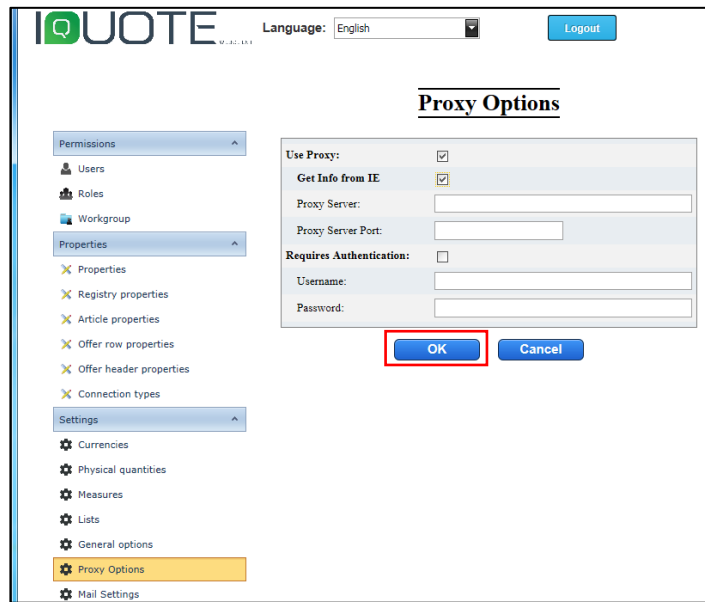 IQUOTE
Language: English
Logout
Proxy Options
Permissions
Users
Roles
Workgroup
Properties
Properties
Registry properties
Article properties
Offer row properties
Offer header properties
Connection types
Settings
Currencies
Physical quantities
Measures
Lists
General options
Proxy Options
Mail Settings
Use Proxy:
Get Info from IE
Proxy Server:
Proxy Server Port:
Requires Authentication:
Username:
Password:
OK
Cancel